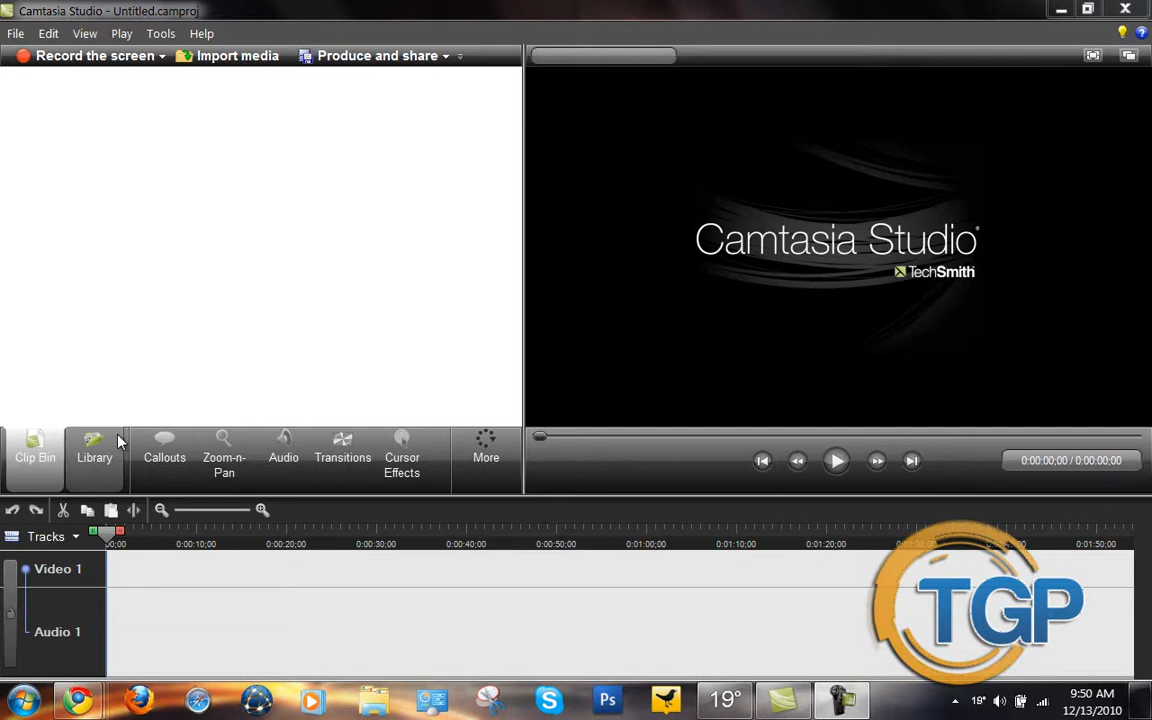 Camtasia Studio - Untitled.camproj
File Edit View Play Tools Help
Record the screen Import media Produce and share
Camtasia Studio
TechSmith
Clip Bin
Library
Callouts
Zoom-n-
Pan
Audio
Transitions
Cursor
Effects
More
0:00:00;00 / 0:00:00;00
Tracks
0:00:10;00 0:00:20;00 0:00:30;00 0:00:40;00 0:00:50;00 0:01:00;00 0:01:10;00 0:01:20;00 0:01:50;00
Video 1
Audio 1
TGP
Ps
19°
19°
9:50 AM
12/13/2010